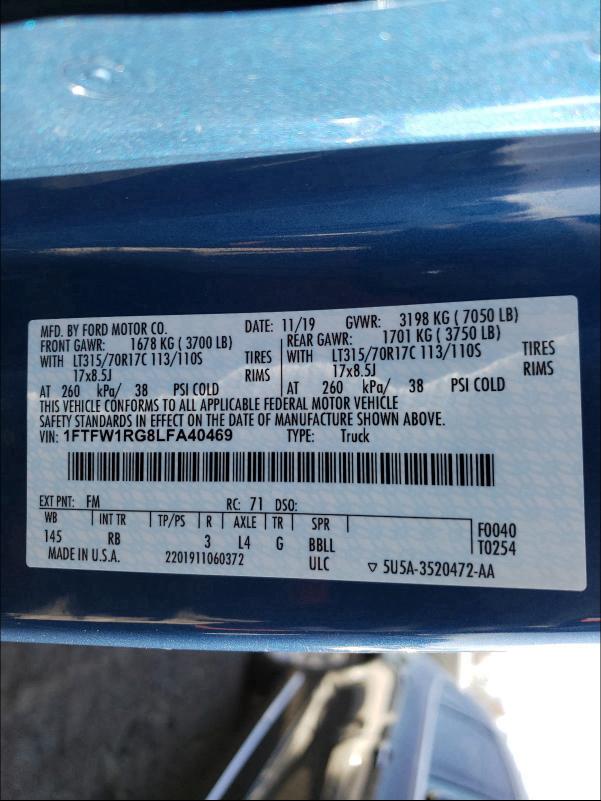 MFD. BY FORD MOTOR CO. DATE: 11/19 GVWR: 3198 KG ( 7050 LB)
FRONT GAWR: 1678 KG ( 3700 LB) REAR GAWR: 1701 KG ( 3750 LB)
WITH LT315/70R17C 113/110S TIRES WITH LT315/70R17C 113/110S TIRES
17x8.5J RIMS 17x8.5J RIMS
AT 260 kPa/ 38 PSI COLD AT 260 kPa/ 38 PSI COLD
THIS VEHICLE CONFORMS TO ALL APPLICABLE FEDERAL MOTOR VEHICLE
SAFETY STANDARDS IN EFFECT ON THE DATE OF MANUFACTURE SHOWN ABOVE.
VIN: 1FTFW1RG8LFA40469 TYPE: Truck
EXT PNT: FM RC: 71 DSO:
WB INT TR TP/PS R AXLE TR SPR F0040
145 RB 3 L4 G BBLL T0254
MADE IN U.S.A. 2201911060372 ULC ▽ 5U5A-3520472-AA